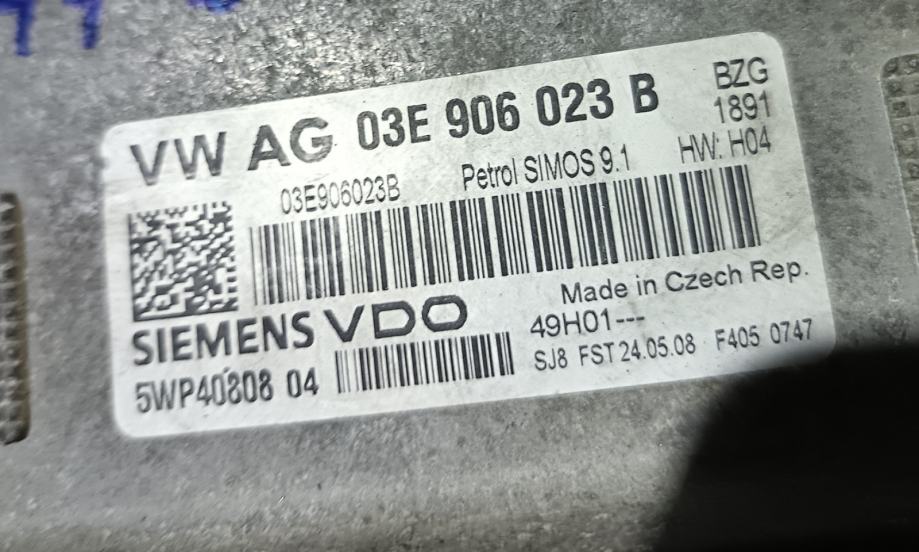 VW AG 03E 906 023 B
BZG
1891
03E906023B Petrol SIMOS 9.1 HW: H04
Made in Czech Rep.
SIEMENS VDO
49H01---
5WP40808 04
SJ8 FST 24.05.08 F405 0747